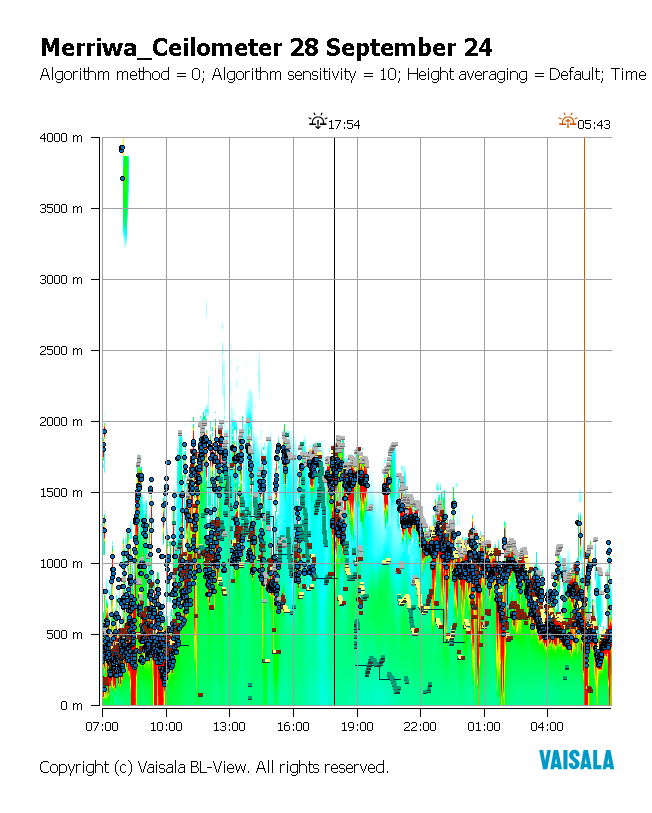 Merriwa_Ceilometer 28 September 24
Algorithm method = 0; Algorithm sensitivity = 10; Height averaging = Default; Time
17:54
05:43
4000 m
3500 m
3000 m
2500 m
2000 m
1500 m
1000 m
500 m
0 m
07:00 10:00 13:00 16:00 19:00 22:00 01:00 04:00
Copyright (c) Vaisala BL-View. All rights reserved.
VAISALA